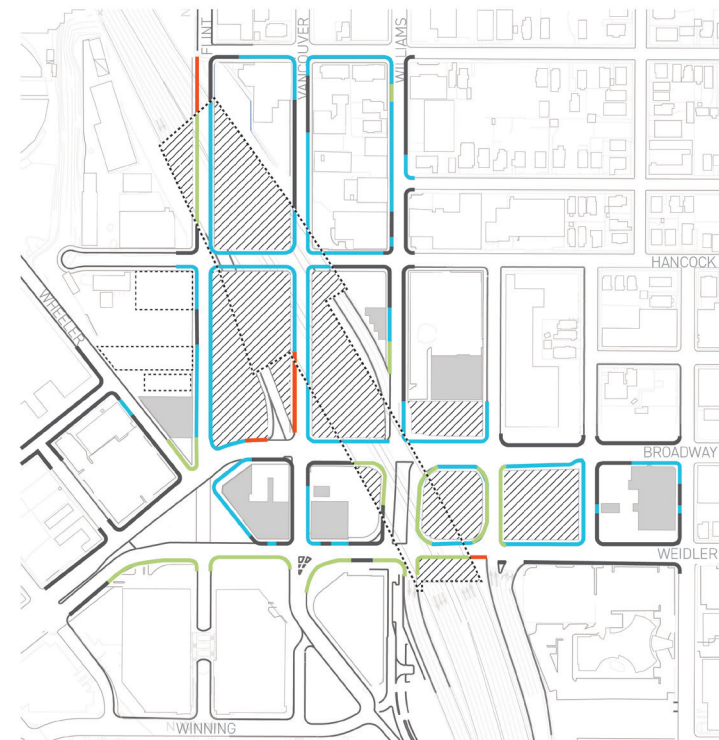 N
FLINT
VANCOUVER
WILLIAMS
HANCOCK
WHEELER
BROADWAY
WEIDLER
N WINNING